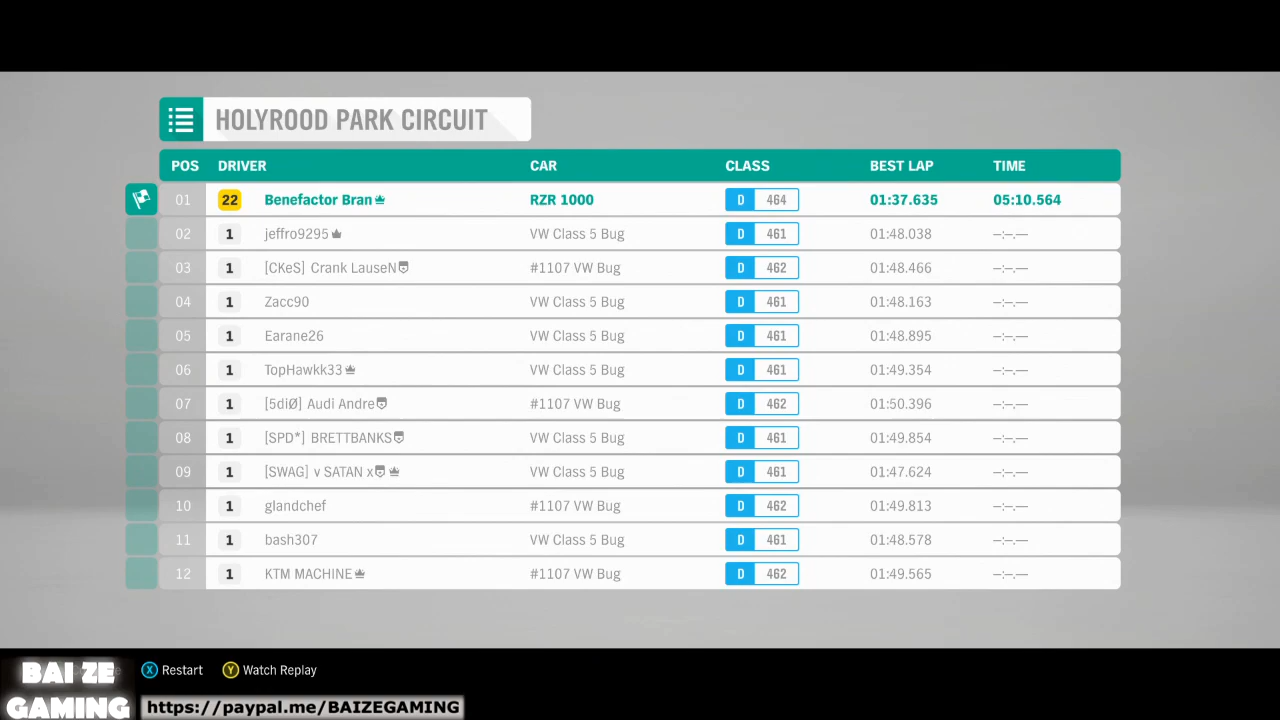 HOLYROOD PARK CIRCUIT
POS DRIVER CAR CLASS BEST LAP TIME
01 22 Benefactor Bran RZR 1000 D 464 01:37.635 05:10.564
02 1 jeffro9295 VW Class 5 Bug D 461 01:48.038 --:--.---
03 1 [CKeS] Crank LauseN #1107 VW Bug D 462 01:48.466 --:--.---
04 1 Zacc90 VW Class 5 Bug D 461 01:48.163 --:--.---
05 1 Earane26 VW Class 5 Bug D 461 01:48.895 --:--.---
06 1 TopHawkk33 VW Class 5 Bug D 461 01:49.354 --:--.---
07 1 [5diØ] Audi Andre #1107 VW Bug D 462 01:50.396 --:--.---
08 1 [SPD*] BRETTBANKS VW Class 5 Bug D 461 01:49.854 --:--.---
09 1 [SWAG] v SATAN x VW Class 5 Bug D 461 01:47.624 --:--.---
10 1 glandchef #1107 VW Bug D 462 01:49.813 --:--.---
11 1 bash307 VW Class 5 Bug D 461 01:48.578 --:--.---
12 1 KTM MACHINE #1107 VW Bug D 462 01:49.565 --:--.---
BAI ZE
X Restart Y Watch Replay
GAMING
https://paypal.me/BAIZEGAMING